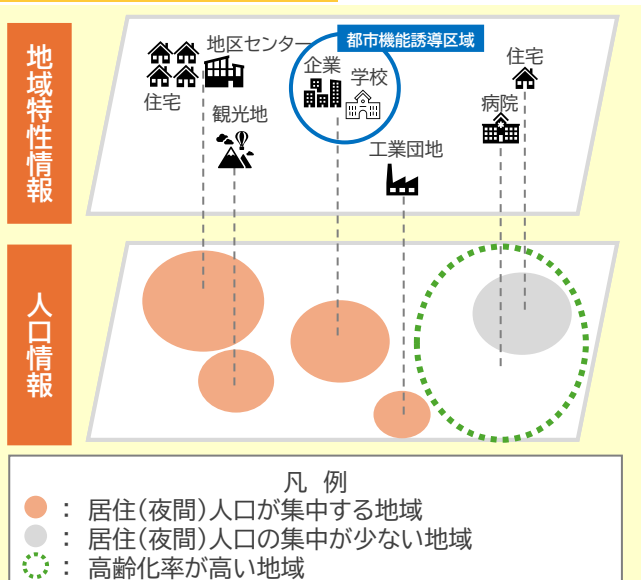 地域特性情報
住宅
地区センター
観光地
都市機能誘導区域
企業
学校
工業団地
住宅
病院
人口情報
凡 例
： 居住(夜間)人口が集中する地域
： 居住(夜間)人口の集中が少ない地域
： 高齢化率が高い地域